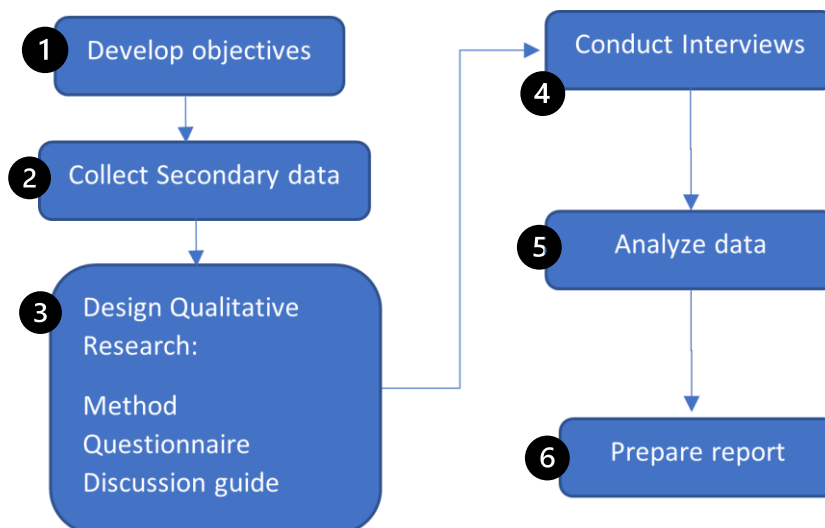 1
Develop objectives
2
Collect Secondary data
3
Design Qualitative
Research:
Method
Questionnaire
Discussion guide
4
Conduct Interviews
5
Analyze data
6
Prepare report